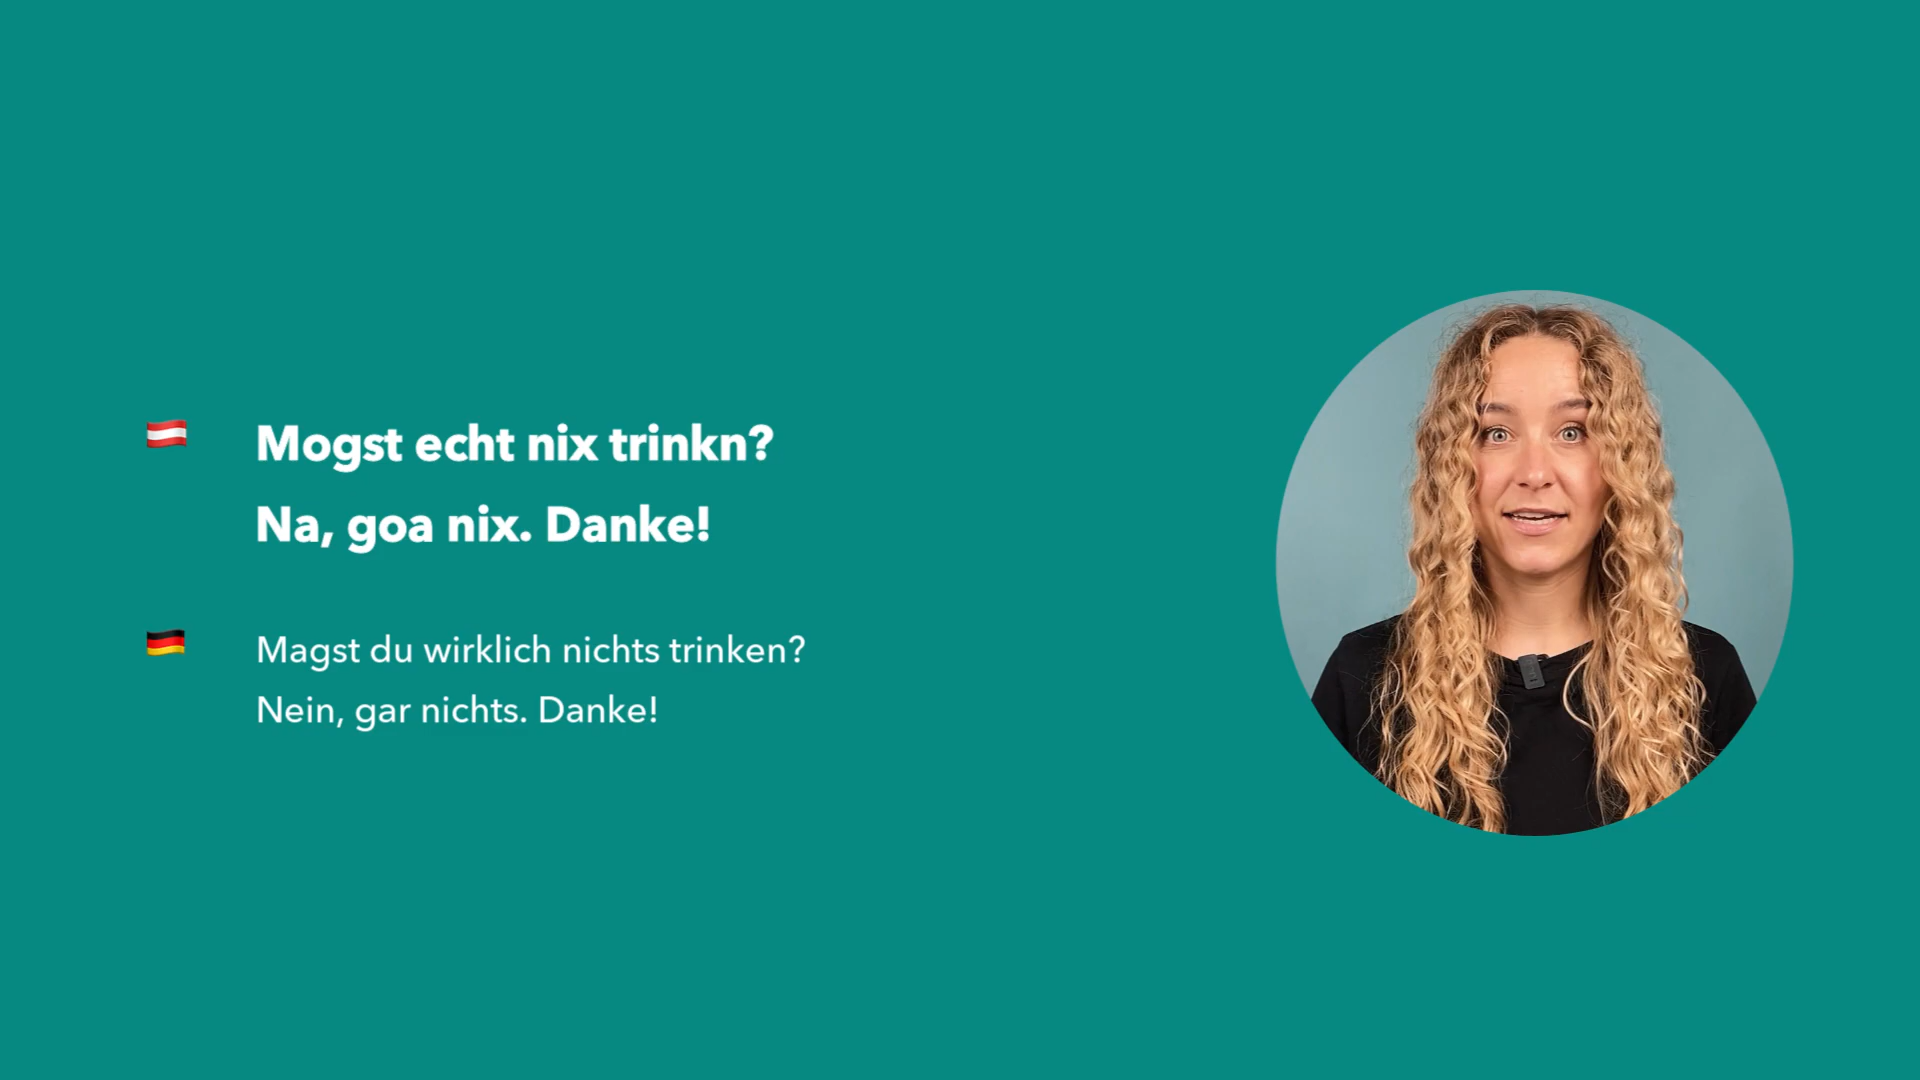 Mogst echt nix trinkn?
Na, goa nix. Danke!
Magst du wirklich nichts trinken?
Nein, gar nichts. Danke!